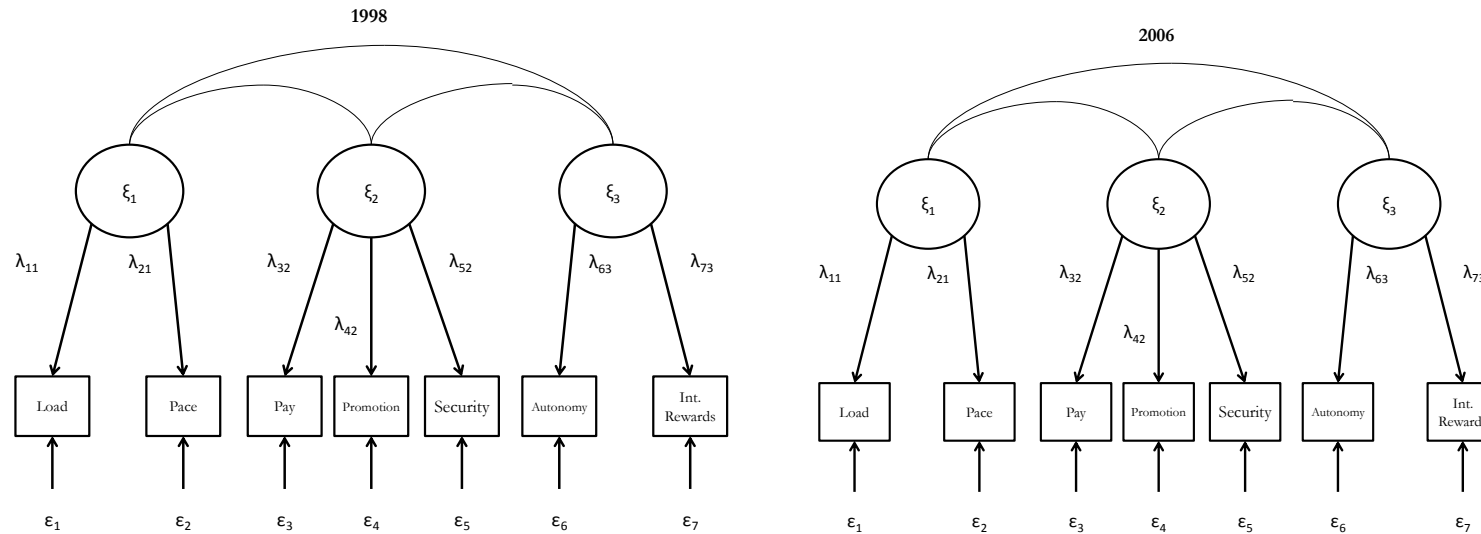 1998
ξ1
ξ2
ξ3
λ11
λ21
λ32
λ42
λ52
λ63
λ73
Load
Pace
Pay
Promotion
Security
Autonomy
Int.
Rewards
ε1
ε2
ε3
ε4
ε5
ε6
ε7
2006
ξ1
ξ2
ξ3
λ11
λ21
λ32
λ42
λ52
λ63
λ73
Load
Pace
Pay
Promotion
Security
Autonomy
Int.
Reward
ε1
ε2
ε3
ε4
ε5
ε6
ε7